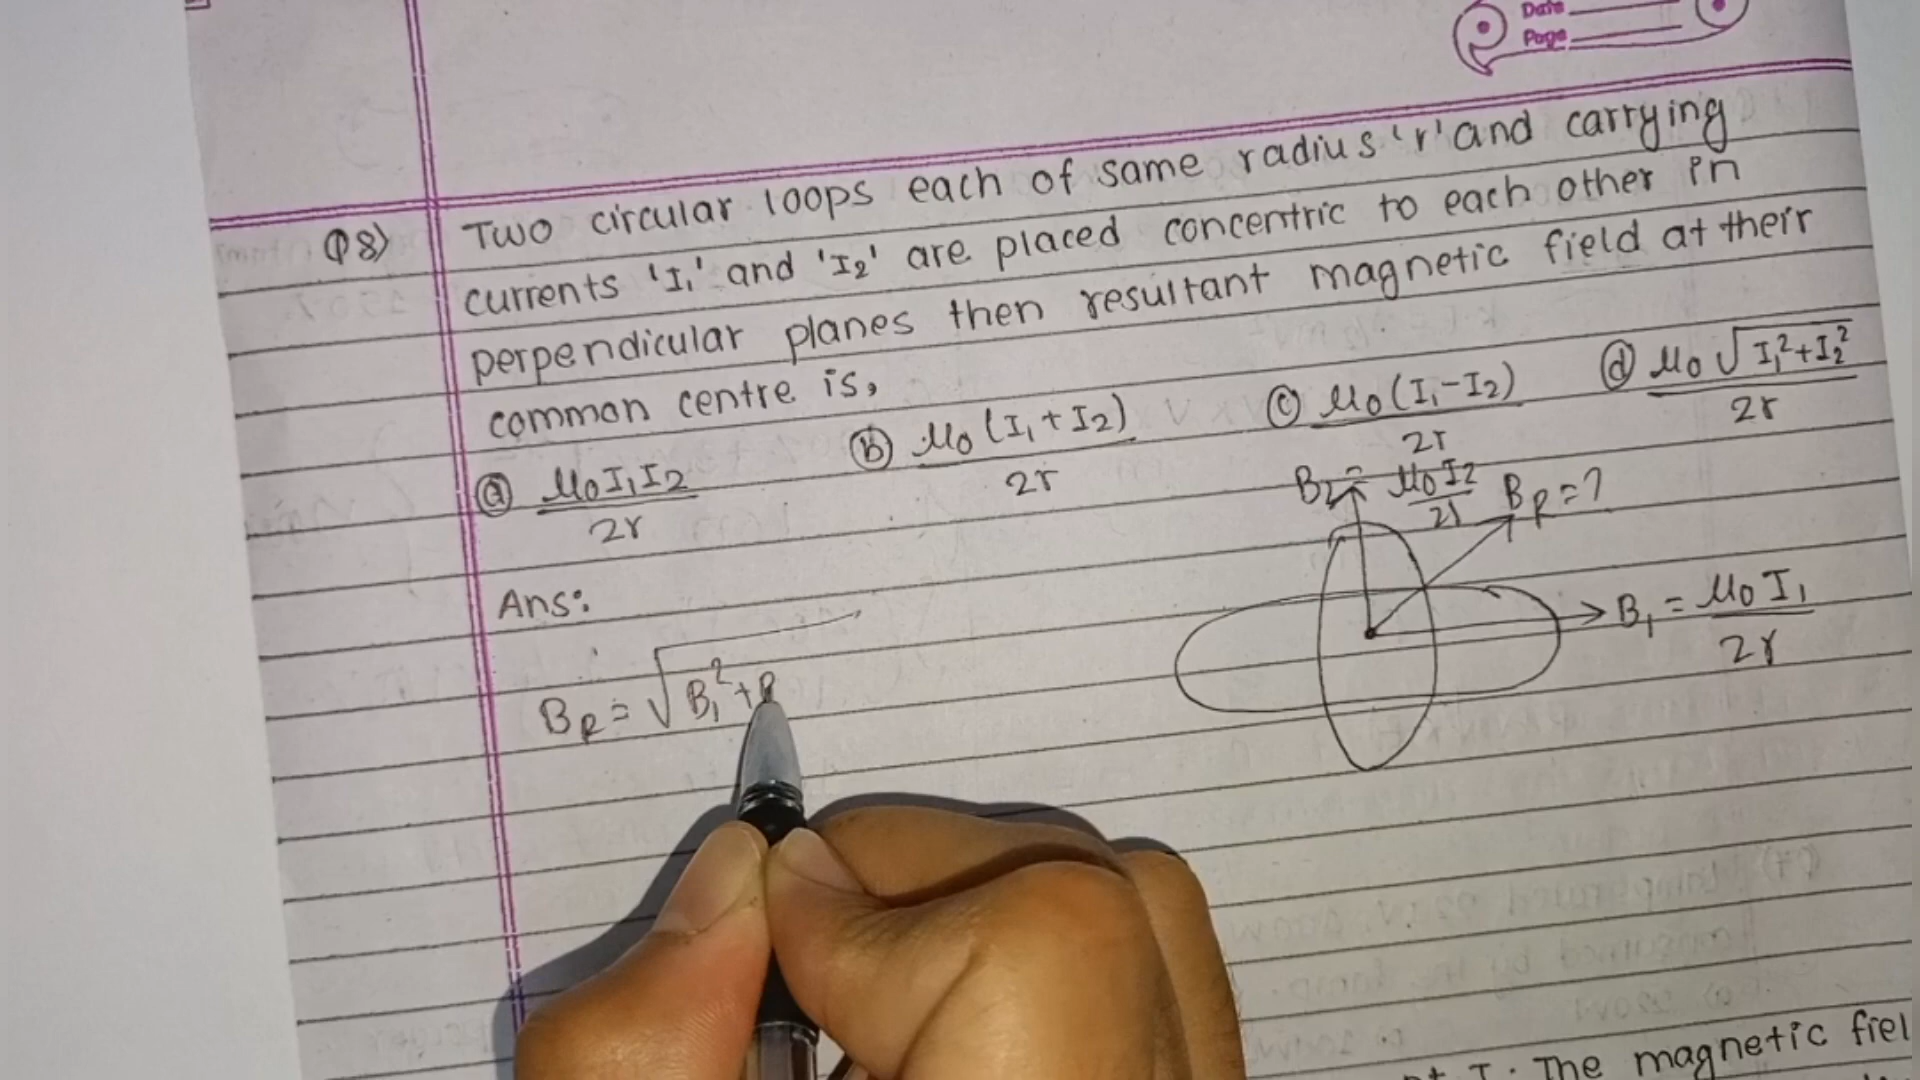 Date
Page
Q8) Two circular loops each of same radius 'r' and carrying
currents 'I₁' and 'I₂' are placed concentric to each other in
perpendicular planes then resultant magnetic field at their
common centre is,
ⓐ μ₀I₁I₂/2r ⓑ μ₀(I₁+I₂)/2r ⓒ μ₀(I₁-I₂)/2r ⓓ μ₀√(I₁²+I₂²)/2r
B₂ = μ₀I₂/2r B_R = ?
Ans:
B₁ = μ₀I₁/2r
B_R = √(B₁²+B
I. The magnetic fiel